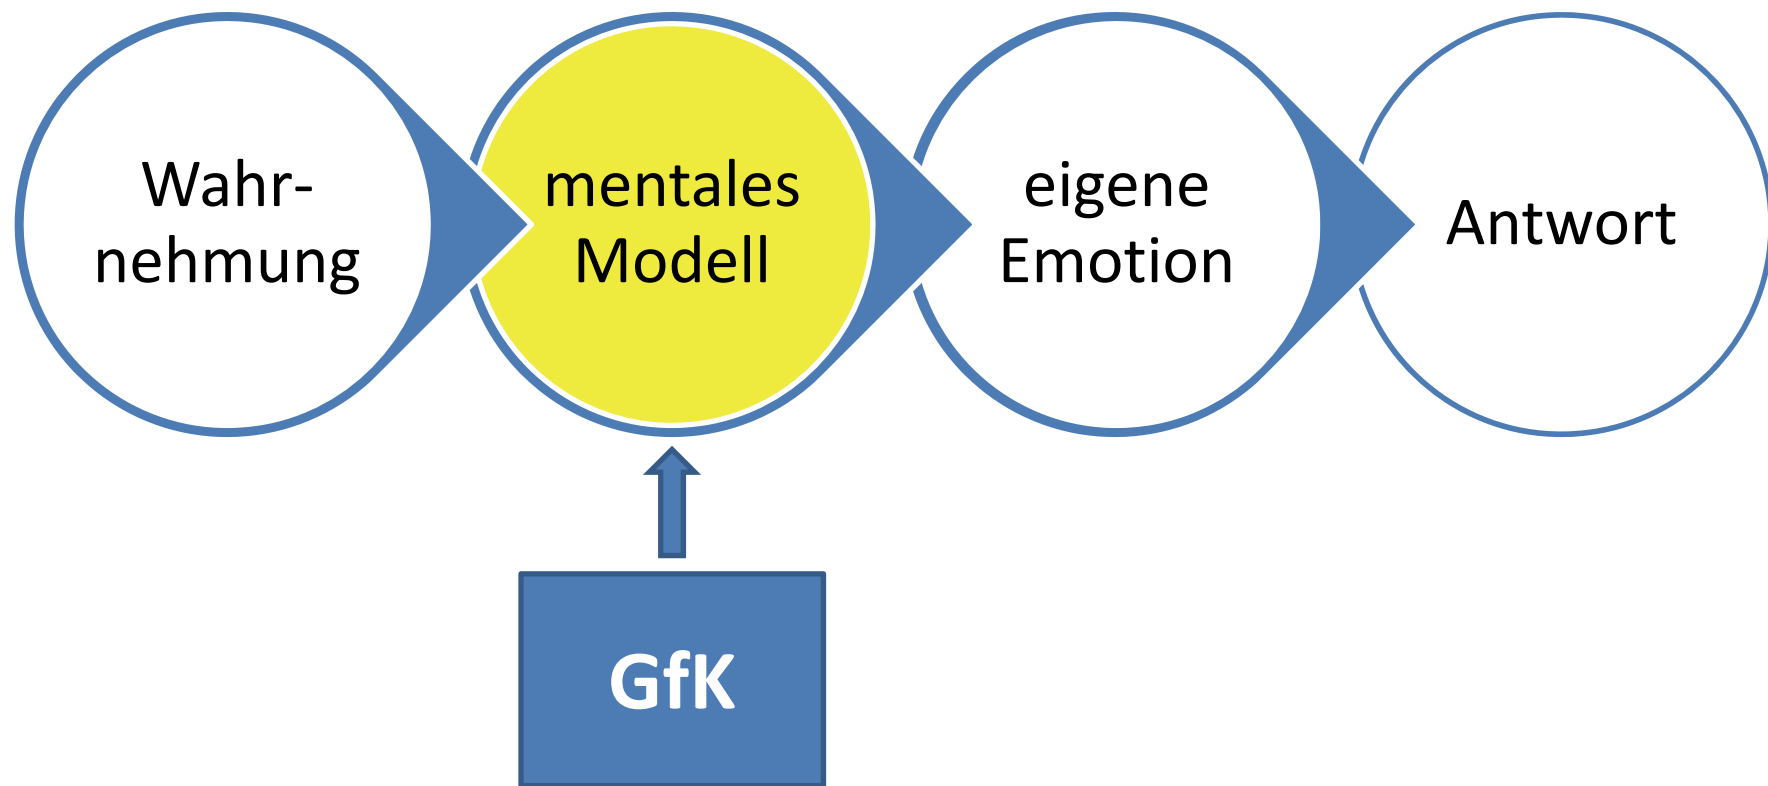 Wahr-
nehmung
mentales
Modell
eigene
Emotion
Antwort
GfK